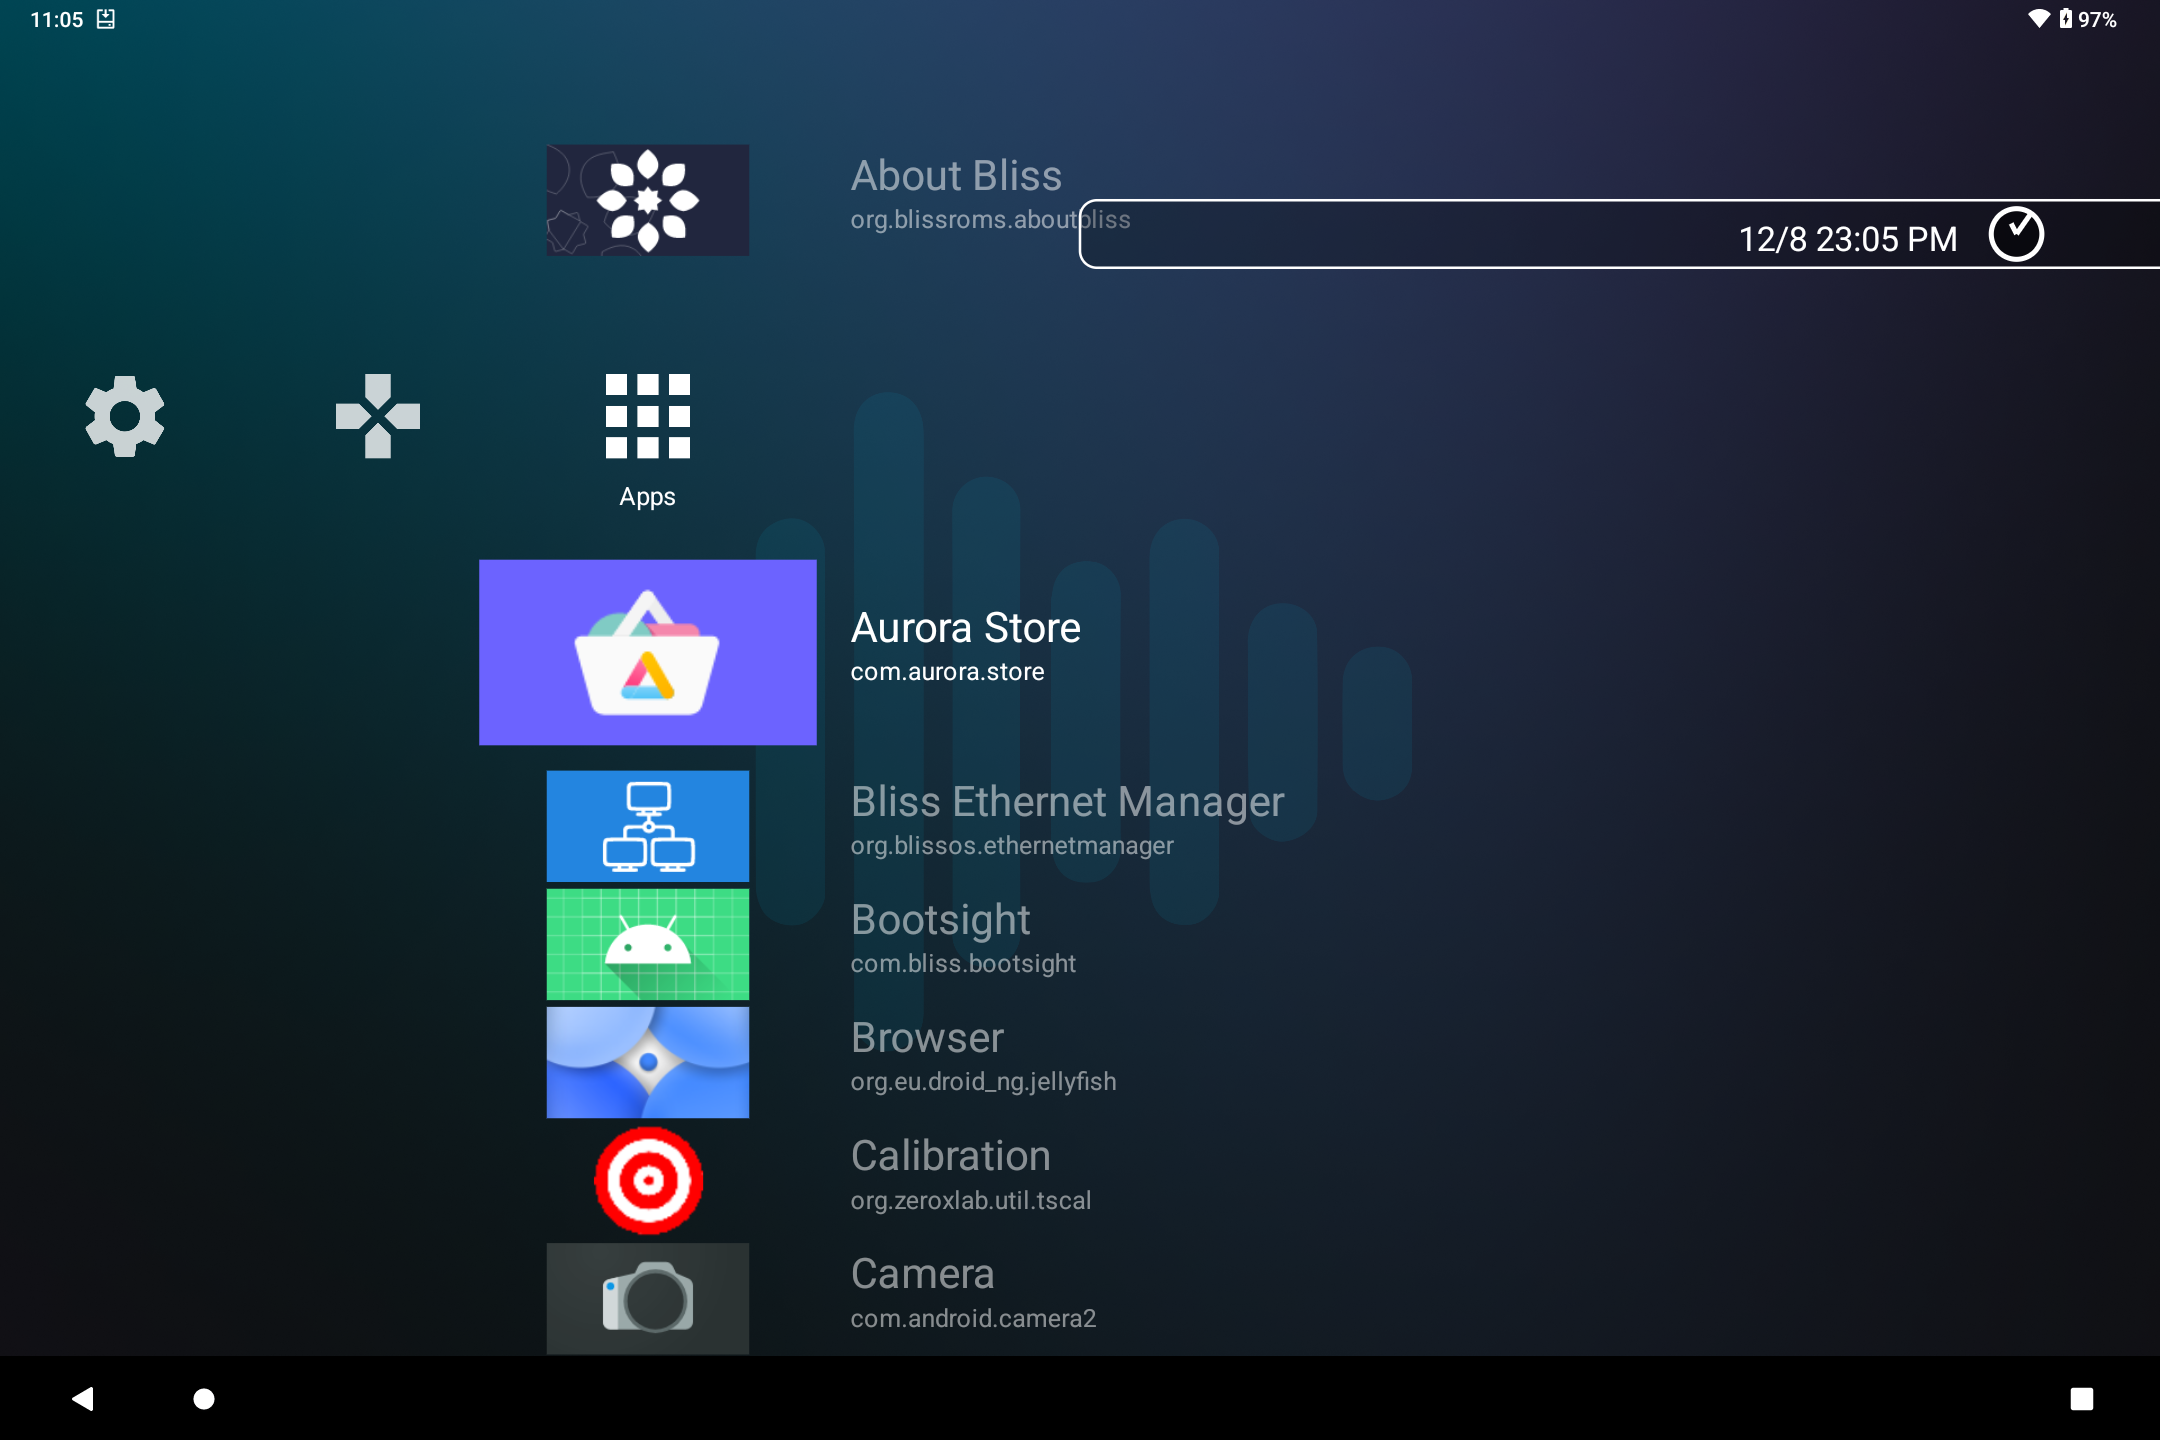 11:05
97%
About Bliss
org.blissroms.aboutbliss
12/8 23:05 PM
Apps
Aurora Store
com.aurora.store
Bliss Ethernet Manager
org.blissos.ethernetmanager
Bootsight
com.bliss.bootsight
Browser
org.eu.droid_ng.jellyfish
Calibration
org.zeroxlab.util.tscal
Camera
com.android.camera2